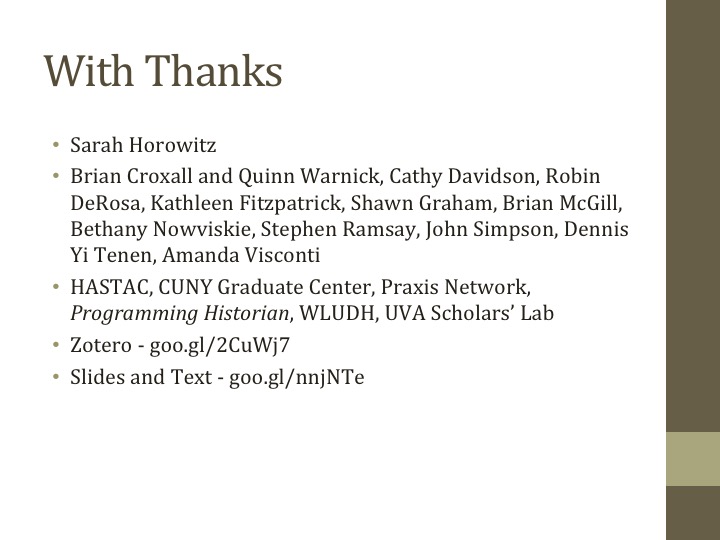 With Thanks
• Sarah Horowitz
• Brian Croxall and Quinn Warnick, Cathy Davidson, Robin
DeRosa, Kathleen Fitzpatrick, Shawn Graham, Brian McGill,
Bethany Nowviskie, Stephen Ramsay, John Simpson, Dennis
Yi Tenen, Amanda Visconti
• HASTAC, CUNY Graduate Center, Praxis Network,
Programming Historian, WLUDH, UVA Scholars’ Lab
• Zotero - goo.gl/2CuWj7
• Slides and Text - goo.gl/nnjNTe